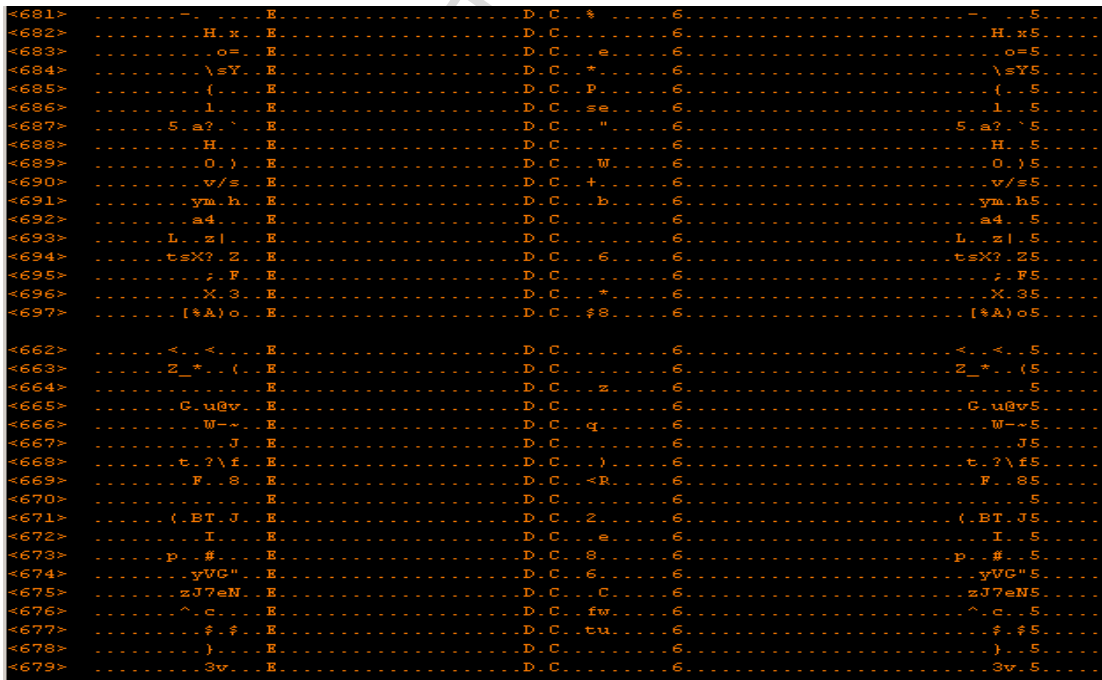 <681> ........-......E.....................D.C..%.......6........................-....5.....
<682> ..........H.x..E.....................D.C..........6..........................H.x5.....
<683> ...........o=..E.....................D.C...e......6...........................o=5.....
<684> ..........\sY..E.....................D.C..*.......6..........................\sY5.....
<685> ..........{....E.....................D.C..P.......6..........................{..5.....
<686> ..........l....E.....................D.C..se......6..........................l..5.....
<687> .......5.a?.`..E.....................D.C..."......6.......................5.a?.`5.....
<688> ..........H....E.....................D.C..........6..........................H..5.....
<689> ..........O.)..E.....................D.C...W......6..........................O.)5.....
<690> ..........v/s..E.....................D.C..+.......6..........................v/s5.....
<691> .........ym.h..E.....................D.C...b......6.........................ym.h5.....
<692> .........a4....E.....................D.C..........6.........................a4..5.....
<693> .......L..z|...E.....................D.C..........6.......................L..z|.5.....
<694> .......tsX?.Z..E.....................D.C...6......6.......................tsX?.Z5.....
<695> ..........;.F..E.....................D.C..........6..........................;.F5.....
<696> ..........X.3..E.....................D.C...*......6..........................X.35.....
<697> ........[%A)o..E.....................D.C..$8......6........................[%A)o5.....
<662> .......<..<....E.....................D.C..........6.......................<..<..5.....
<663> .......Z_*..(..E.....................D.C..........6.......................Z_*..(5.....
<664> ...............E.....................D.C...z......6.............................5.....
<665> ........G.u@v..E.....................D.C..........6........................G.u@v5.....
<666> ..........W-~..E.....................D.C..q.......6..........................W-~5.....
<667> ............J..E.....................D.C..........6............................J5.....
<668> ........t.?\f..E.....................D.C...)......6........................t.?\f5.....
<669> .........F..8..E.....................D.C..<R......6.........................F..85.....
<670> ...............E.....................D.C..........6.............................5.....
<671> .......(.BT.J..E.....................D.C..2.......6.......................(.BT.J5.....
<672> ..........I....E.....................D.C...e......6..........................I..5.....
<673> .......p..#....E.....................D.C..8.......6.......................p..#..5.....
<674> .........yVG"..E.....................D.C..6.......6.........................yVG"5.....
<675> ........zJ7eN..E.....................D.C...C......6........................zJ7eN5.....
<676> ........^.c....E.....................D.C..fw......6........................^.c..5.....
<677> ..........$.$..E.....................D.C..tu......6..........................$.$5.....
<678> ..........}....E.....................D.C..........6..........................}..5.....
<679> ..........3v...E.....................D.C..........6..........................3v.5.....